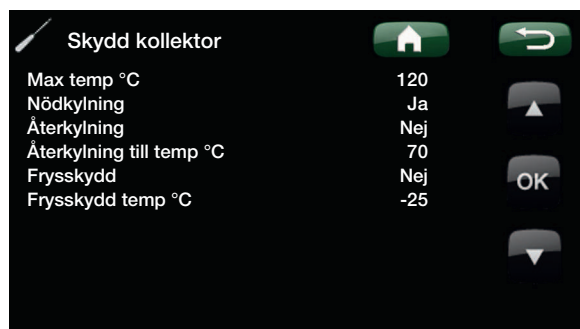 Skydd kollektor
Max temp °C 120
Nödkylning Ja
Återkylning Nej
Återkylning till temp °C 70
Frysskydd Nej
Frysskydd temp °C -25
OK